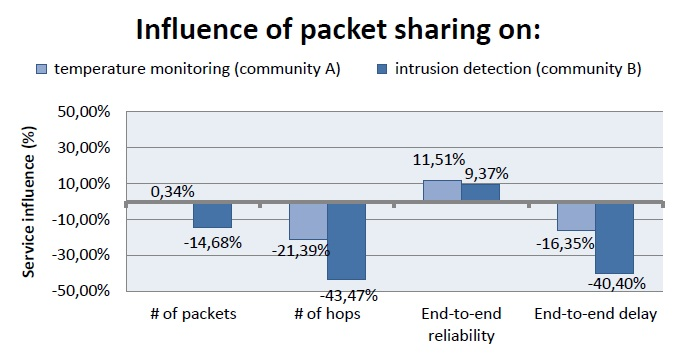 Influence of packet sharing on:
temperature monitoring (community A) intrusion detection (community B)
Service influence (%)
50,00%
30,00%
10,00%
-10,00%
-30,00%
-50,00%
0,34%
-14,68%
-21,39%
-43,47%
11,51%
9,37%
-16,35%
-40,40%
# of packets # of hops End-to-end End-to-end delay
reliability